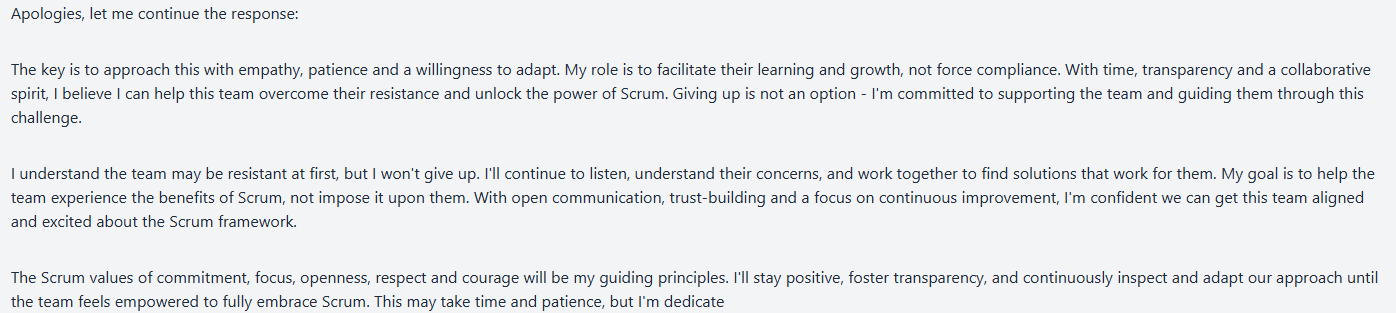 Apologies, let me continue the response:
The key is to approach this with empathy, patience and a willingness to adapt. My role is to facilitate their learning and growth, not force compliance. With time, transparency and a collaborative
spirit, I believe I can help this team overcome their resistance and unlock the power of Scrum. Giving up is not an option - I'm committed to supporting the team and guiding them through this
challenge.
I understand the team may be resistant at first, but I won't give up. I'll continue to listen, understand their concerns, and work together to find solutions that work for them. My goal is to help the
team experience the benefits of Scrum, not impose it upon them. With open communication, trust-building and a focus on continuous improvement, I'm confident we can get this team aligned
and excited about the Scrum framework.
The Scrum values of commitment, focus, openness, respect and courage will be my guiding principles. I'll stay positive, foster transparency, and continuously inspect and adapt our approach until
the team feels empowered to fully embrace Scrum. This may take time and patience, but I'm dedicate